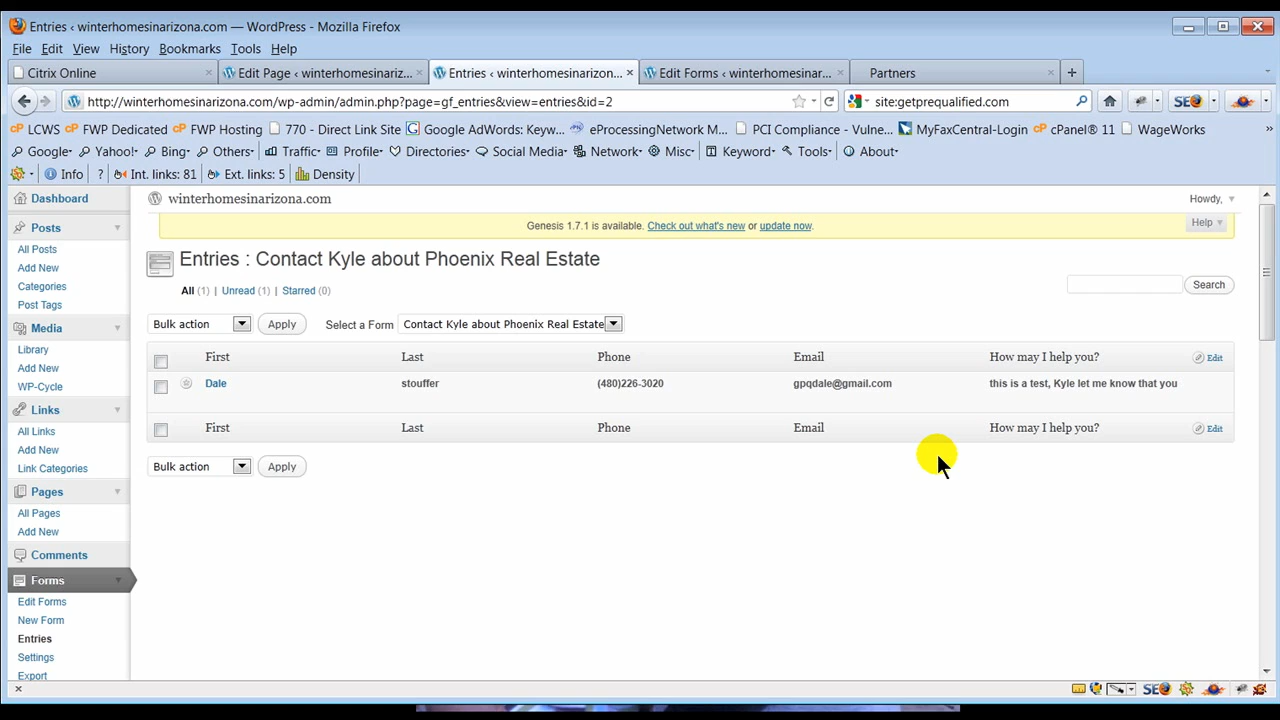 Entries ‹ winterhomesinarizona.com — WordPress - Mozilla Firefox
File Edit View History Bookmarks Tools Help
Citrix Online Edit Page ‹ winterhomesinariz... Entries ‹ winterhomesinarizon... Edit Forms ‹ winterhomesinar... Partners
http://winterhomesinarizona.com/wp-admin/admin.php?page=gf_entries&view=entries&id=2 site:getprequalified.com SEO
LCWS FWP Dedicated FWP Hosting 770 - Direct Link Site Google AdWords: Keyw... eProcessingNetwork M... PCI Compliance - Vulne... MyFaxCentral-Login cPanel® 11 WageWorks »
Google Yahoo! Bing Others Traffic Profile Directories Social Media Network Misc Keyword Tools About
Info ? Int. links: 81 Ext. links: 5 Density
Dashboard
Posts
All Posts
Add New
Categories
Post Tags
Media
Library
Add New
WP-Cycle
Links
All Links
Add New
Link Categories
Pages
All Pages
Add New
Comments
Forms
Edit Forms
New Form
Entries
Settings
Export
winterhomesinarizona.com Howdy,
Genesis 1.7.1 is available. Check out what's new or update now.
Help
Entries : Contact Kyle about Phoenix Real Estate
All (1) | Unread (1) | Starred (0)
Search
Bulk action Apply Select a Form Contact Kyle about Phoenix Real Estate
First Last Phone Email How may I help you? Edit
Dale stouffer (480)226-3020 gpqdale@gmail.com this is a test, Kyle let me know that you
First Last Phone Email How may I help you? Edit
Bulk action Apply
SEO